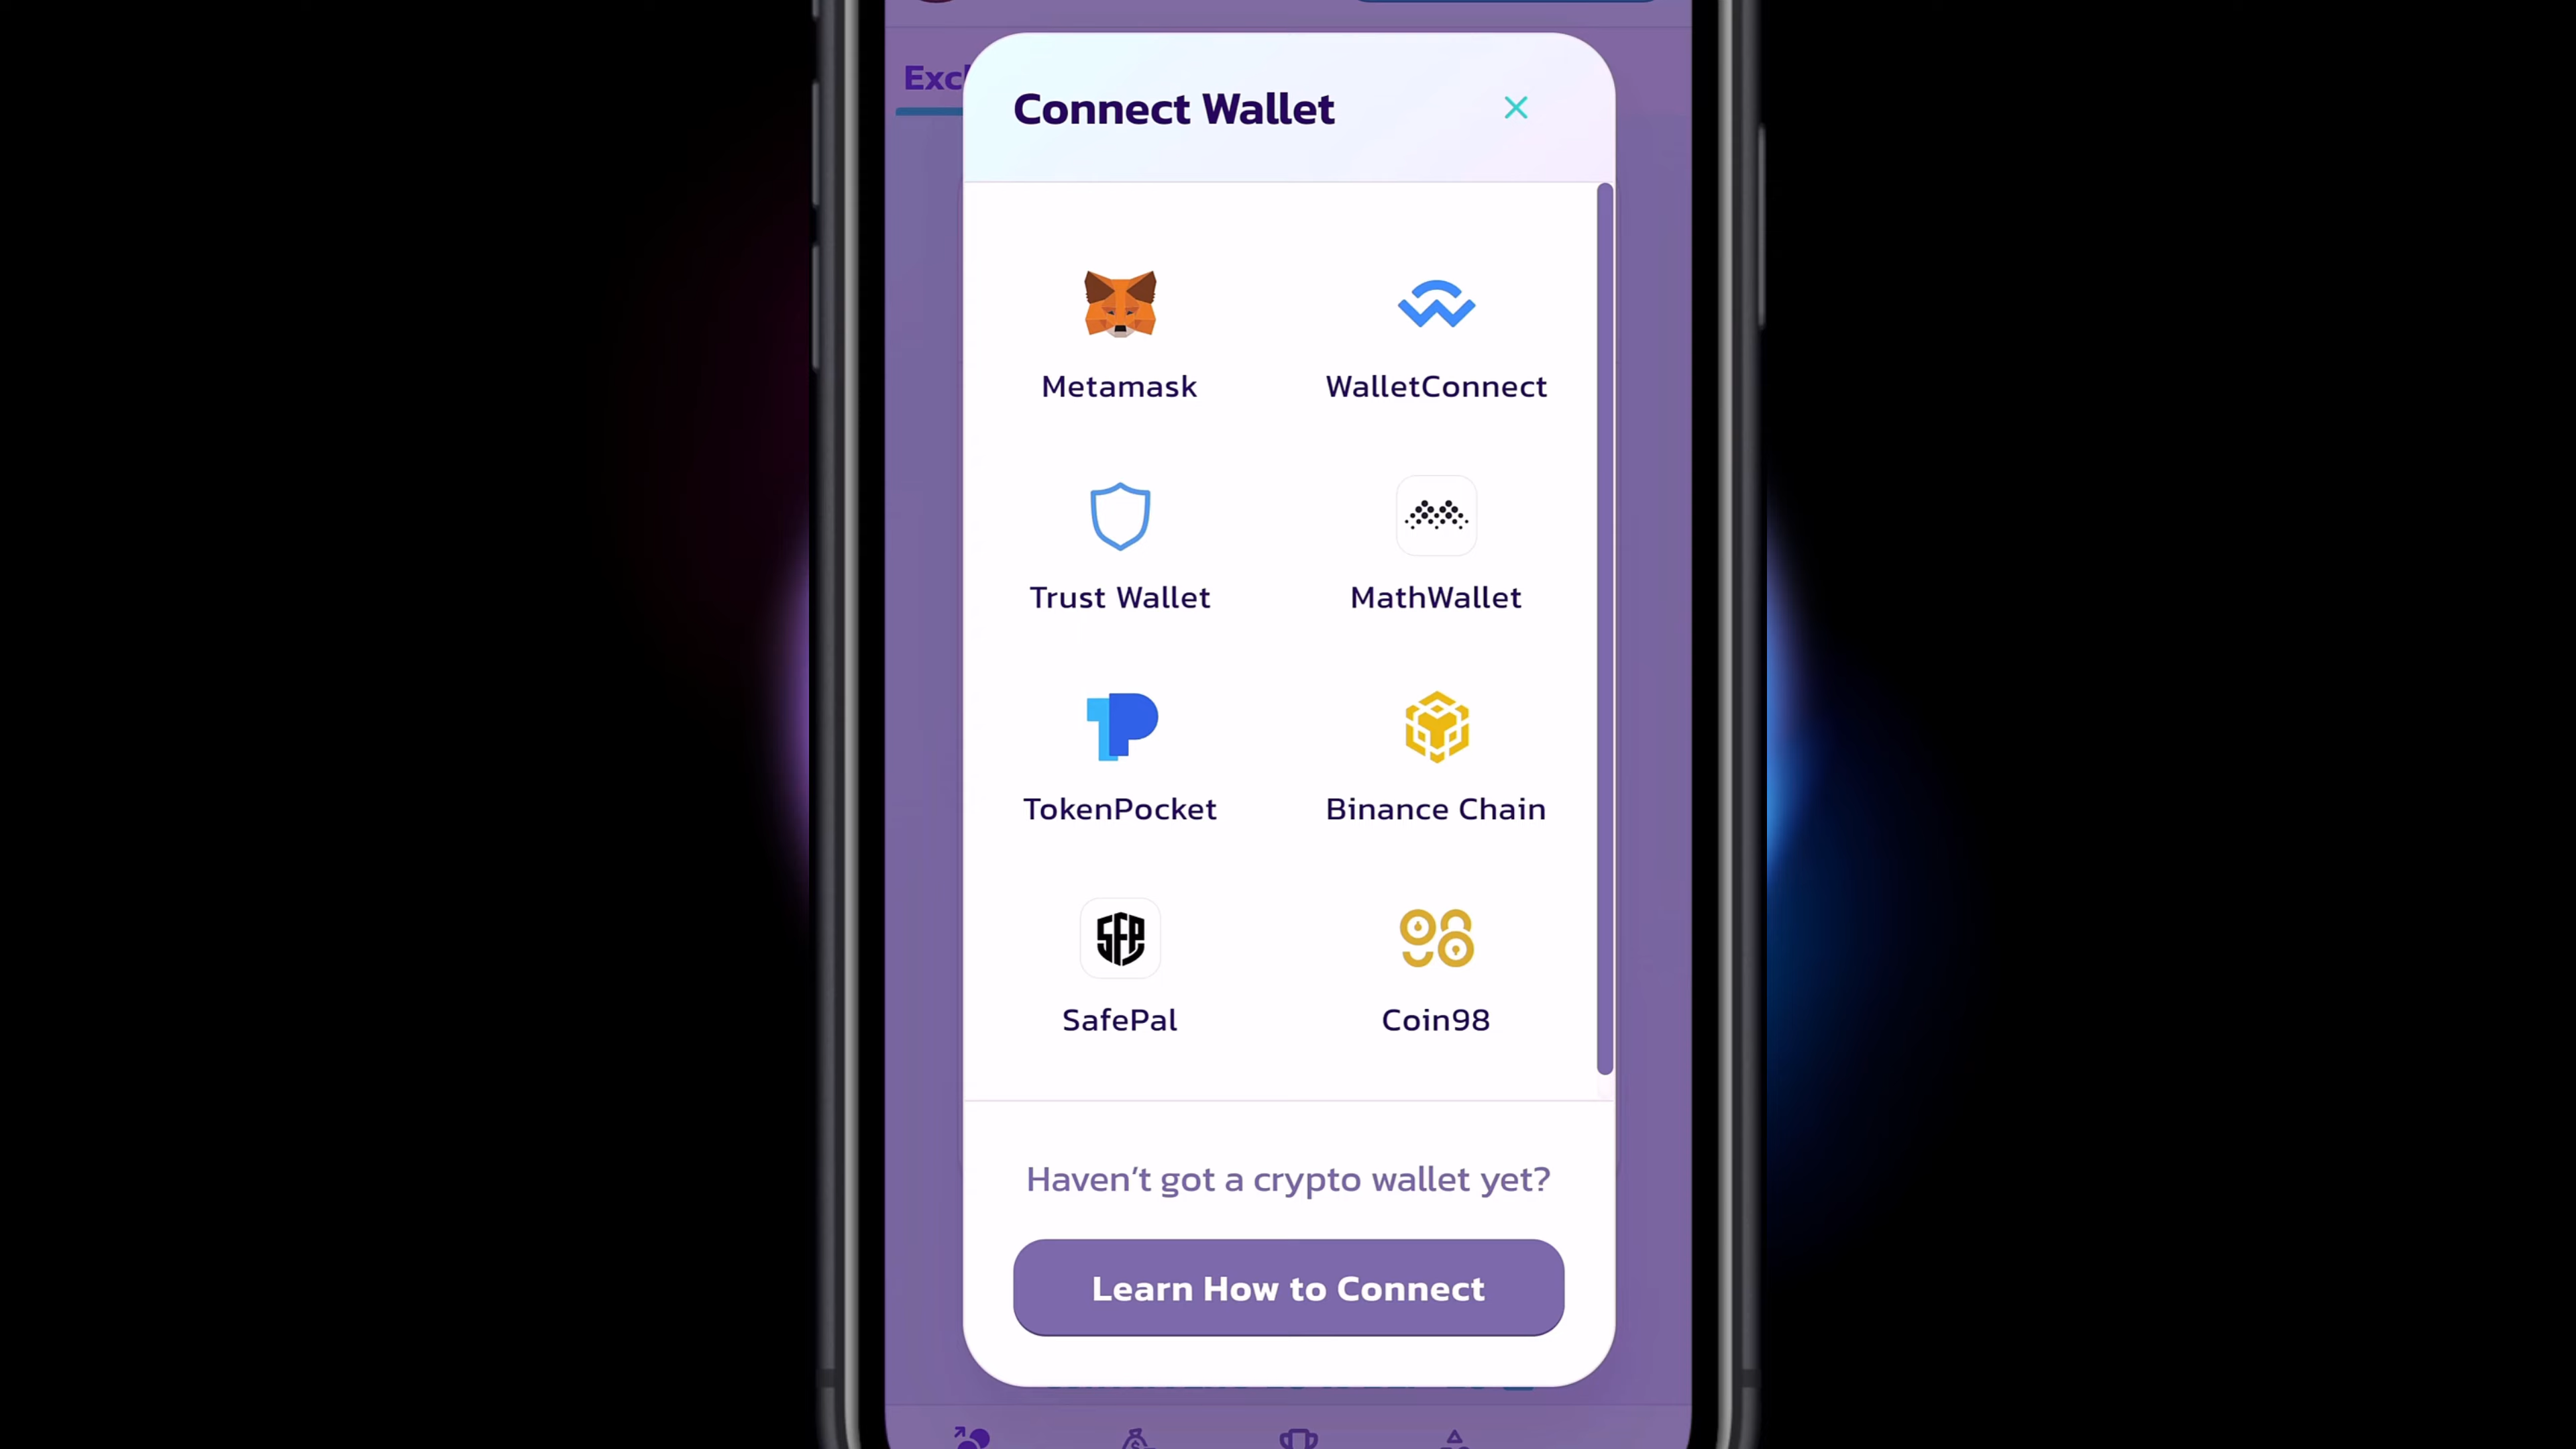 Exc
Connect Wallet
Metamask
WalletConnect
Trust Wallet
MathWallet
TokenPocket
Binance Chain
SafePal
Coin98
Haven't got a crypto wallet yet?
Learn How to Connect